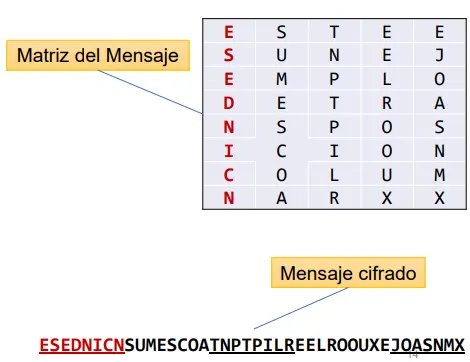 E S T E E
Matriz del Mensaje
S U N E J
E M P L O
D E T R A
N S P O S
I C I O N
C O L U M
N A R X X
Mensaje cifrado
ESEDNICNSUMESCOATNPTPILREELROOUXEJOASNMX
14